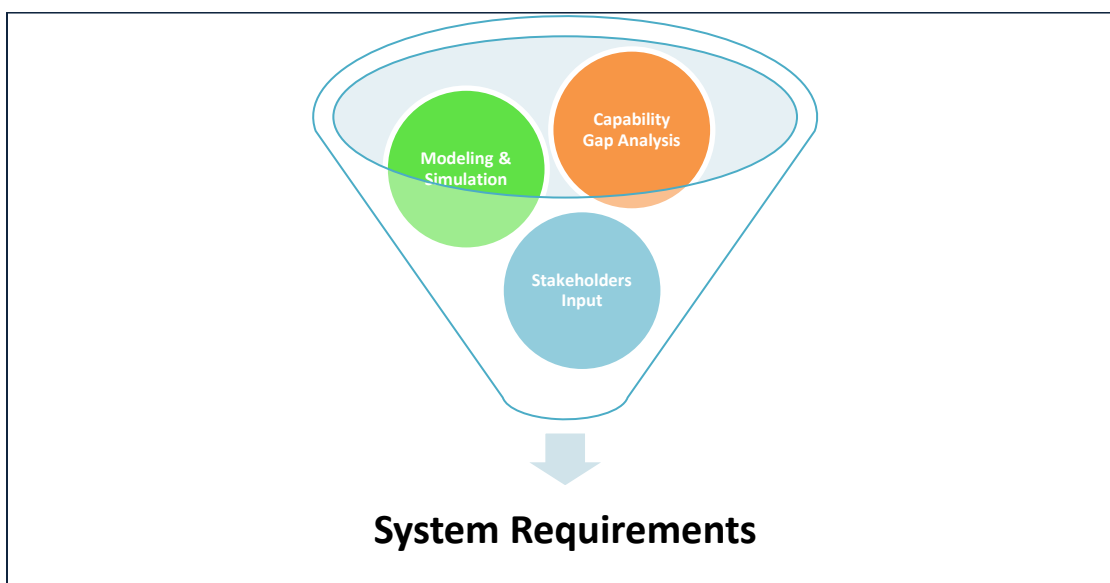 Capability
Gap Analysis
Modeling &
Simulation
Stakeholders
Input
System Requirements